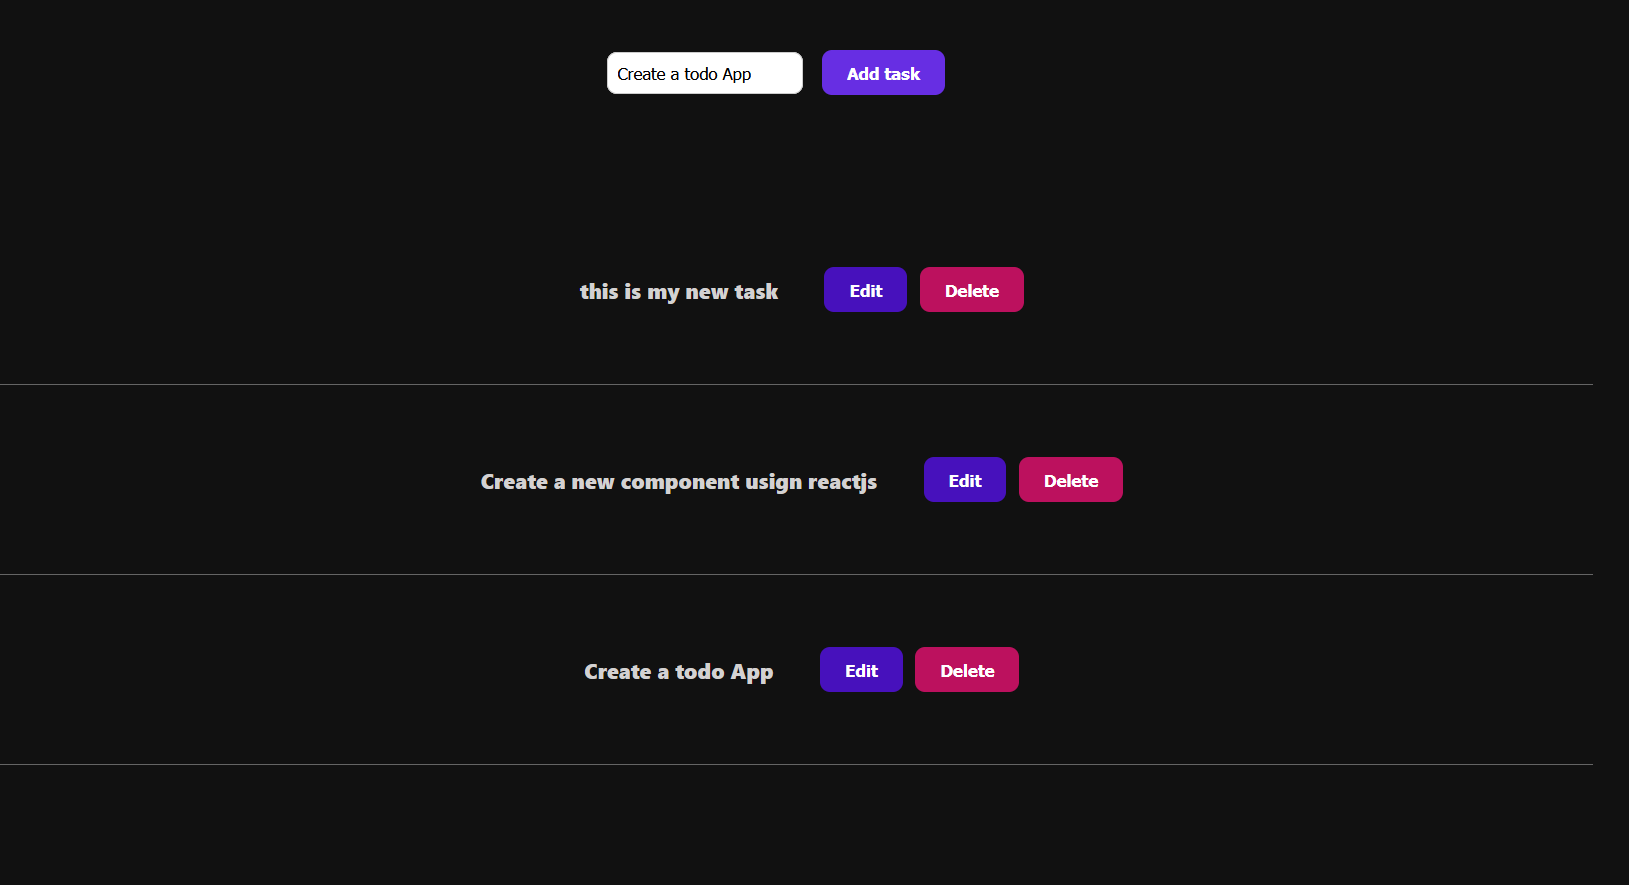 Create a todo App Add task
this is my new task Edit Delete
Create a new component usign reactjs Edit Delete
Create a todo App Edit Delete